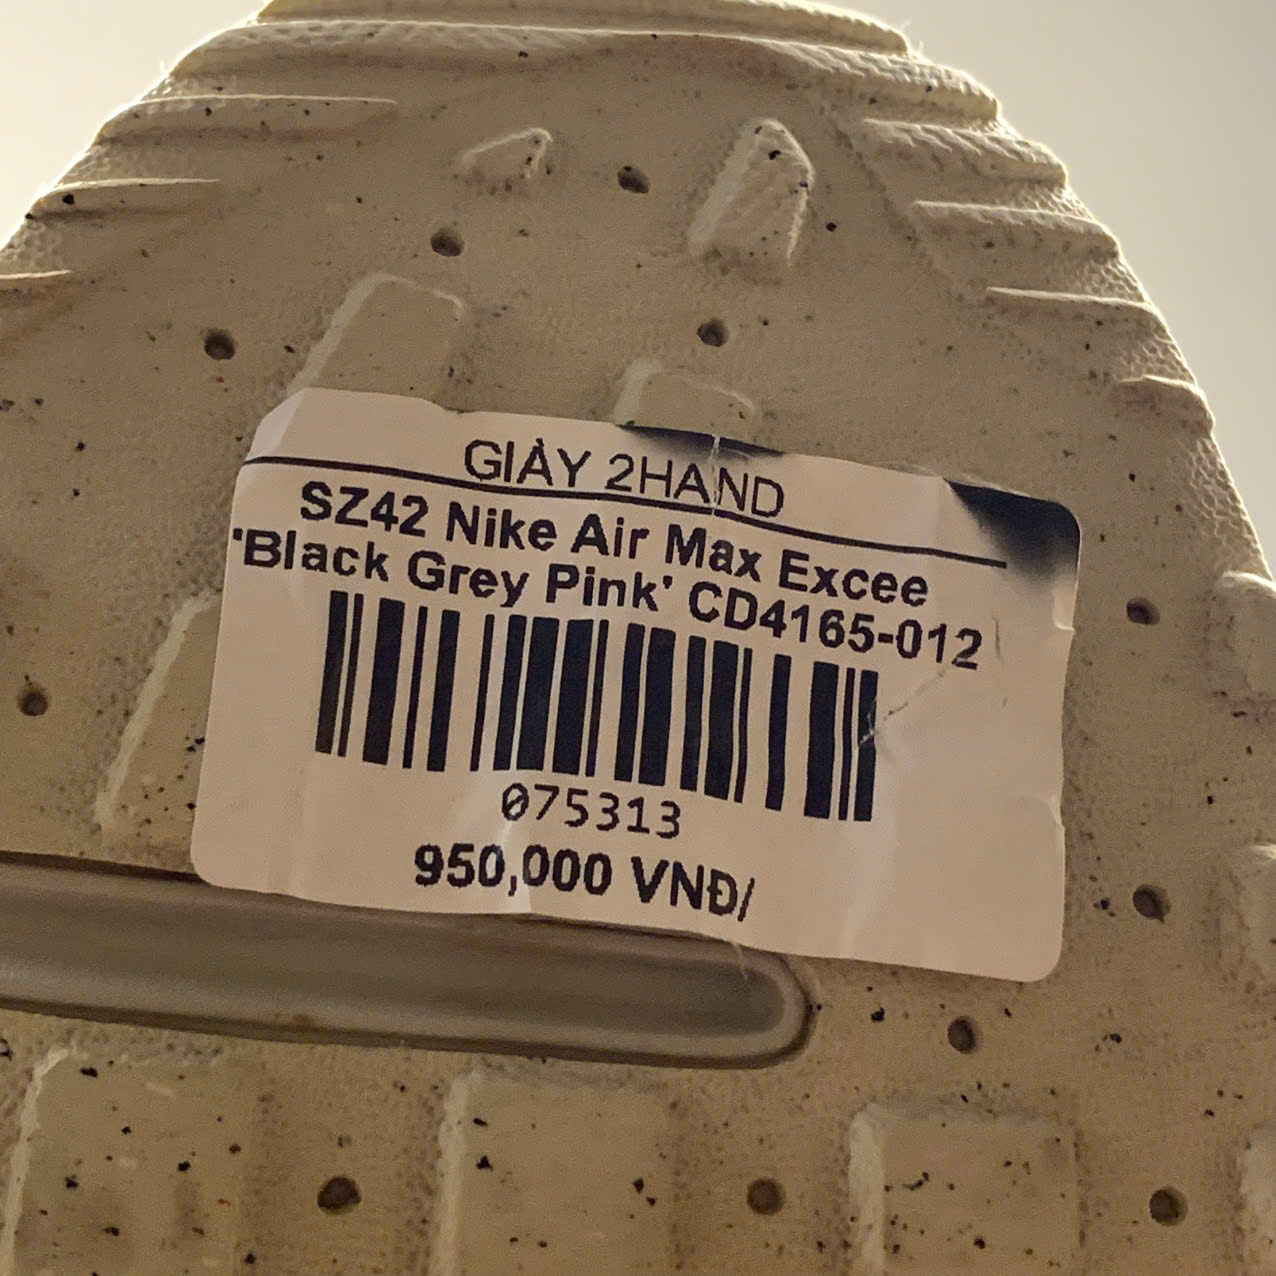 GIÀY 2HAND
SZ42 Nike Air Max Excee
'Black Grey Pink' CD4165-012
075313
950,000 VNĐ/